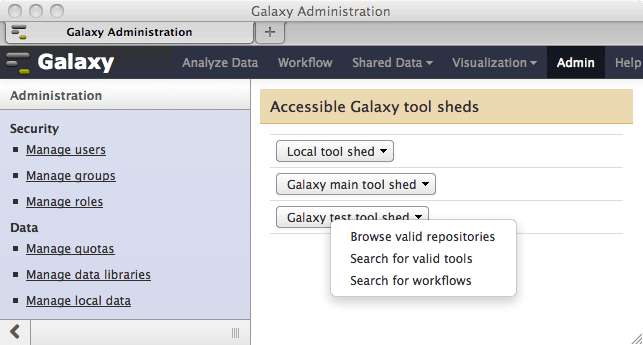 Galaxy Administration
Galaxy Administration
Galaxy Analyze Data Workflow Shared Data Visualization Admin Help
Administration
Security
Manage users
Manage groups
Manage roles
Data
Manage quotas
Manage data libraries
Manage local data
Accessible Galaxy tool sheds
Local tool shed
Galaxy main tool shed
Galaxy test tool shed
Browse valid repositories
Search for valid tools
Search for workflows